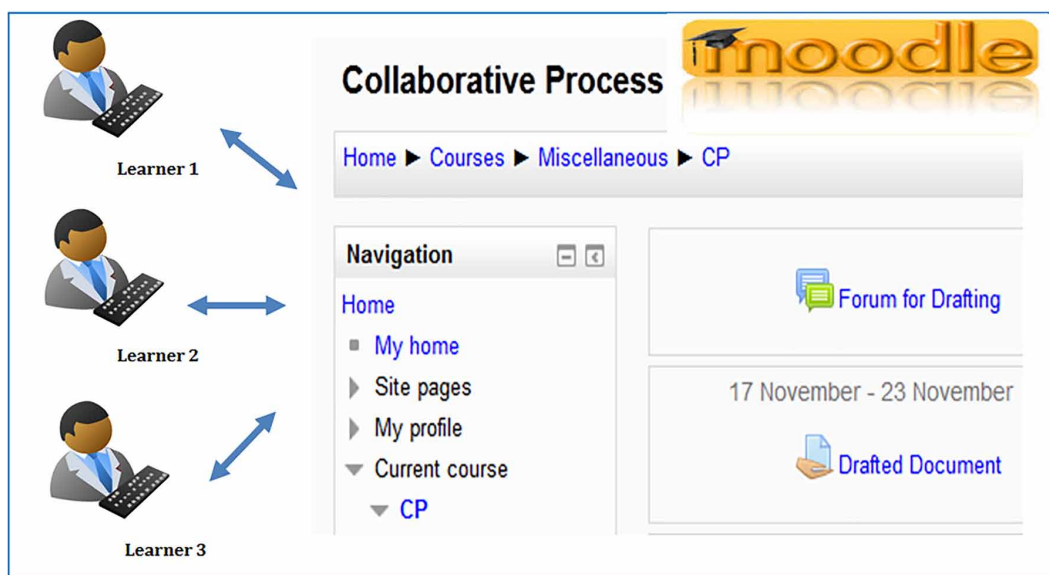 Learner 1
Learner 2
Learner 3
moodle
Collaborative Process
Home ► Courses ► Miscellaneous ► CP
Navigation
Home
My home
Site pages
My profile
Current course
CP
Forum for Drafting
17 November - 23 November
Drafted Document